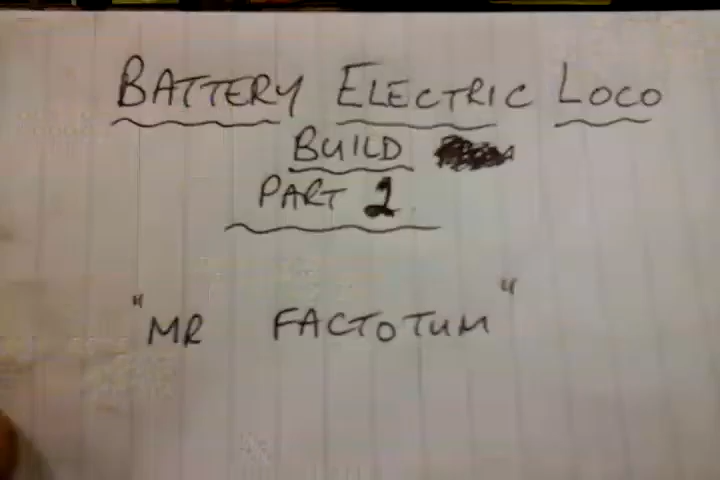 BATTERY ELECTRIC LOCO
BUILD
PART 2
"MR FACTOTUM"